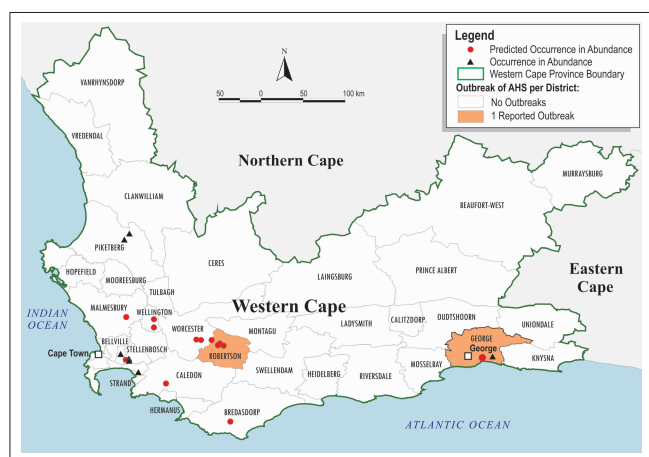 Legend
Predicted Occurrence in Abundance
Occurrence in Abundance
Western Cape Province Boundary
Outbreak of AHS per District:
No Outbreaks
1 Reported Outbreak
N
50 0 50 100 km
VANRHYNSDORP
VREDENDAL
Northern Cape
MURRAYSBURG
CLANWILLIAM
BEAUFORT-WEST
PIKETBERG
CERES
HOPEFIELD
MOOREESBURG
LAINGSBURG
PRINCE ALBERT
Eastern
Cape
TULBAGH
MALMESBURY
WELLINGTON
Western Cape
INDIAN
OCEAN
WORCESTER
MONTAGU
LADYSMITH
CALITZDORP
OUDTSHOORN
UNIONDALE
BELLVILLE
STELLENBOSCH
Cape Town
ROBERTSON
GEORGE
George
KNYSNA
STRAND
CALEDON
SWELLENDAM
HEIDELBERG
RIVERSDALE
MOSSELBAY
HERMANUS
BREDASDORP
ATLANTIC OCEAN